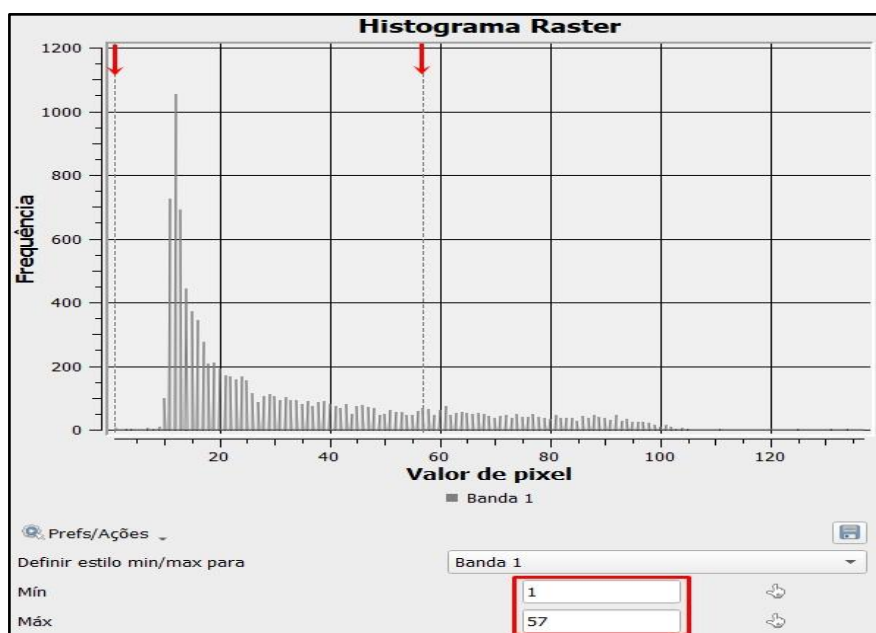 Histograma Raster
1200
1000
800
600
400
200
0
Frequência
20 40 60 80 100 120
Valor de pixel
Banda 1
Prefs/Ações
Definir estilo min/max para Banda 1
Mín 1
Máx 57